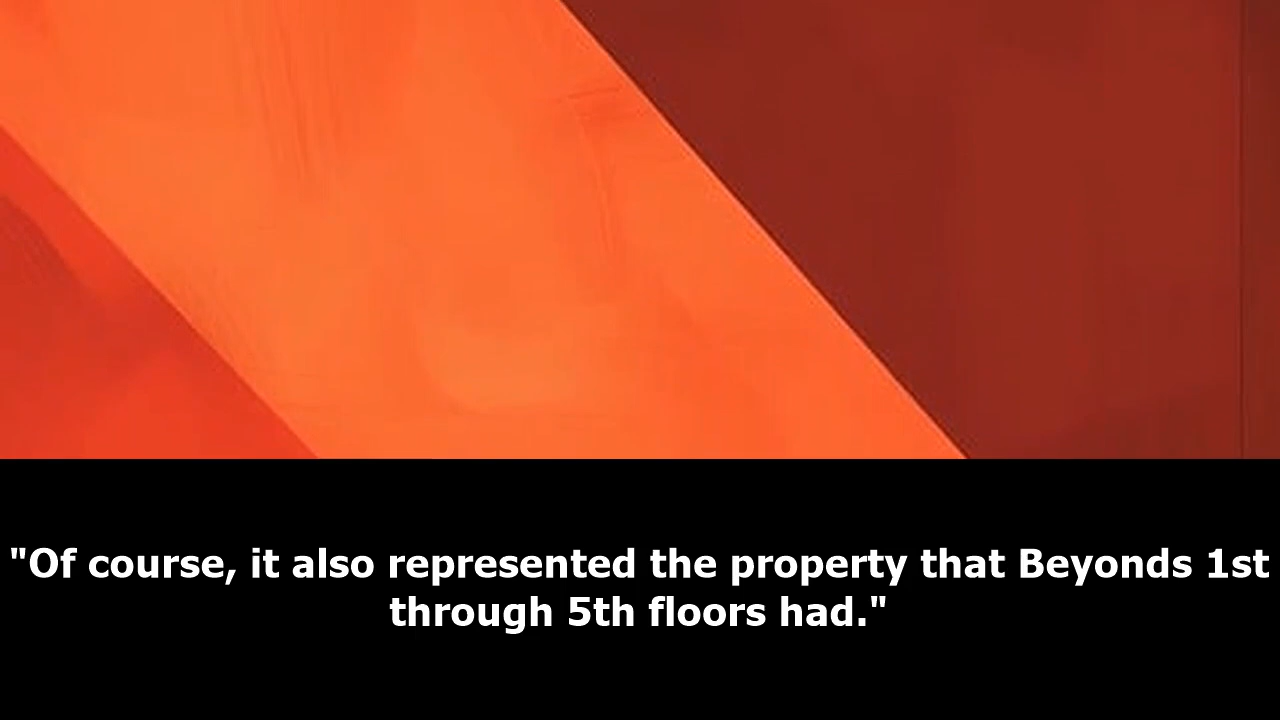 "Of course, it also represented the property that Beyonds 1st
through 5th floors had."